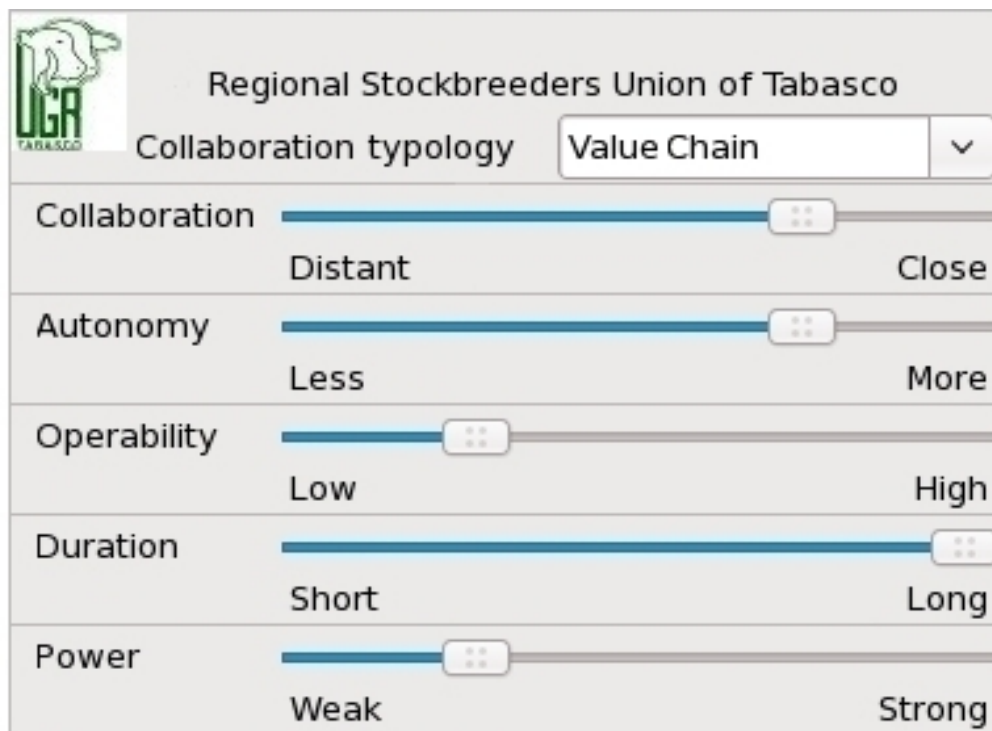 UGR
TABASCO
Regional Stockbreeders Union of Tabasco
Collaboration typology Value Chain
Collaboration
Distant Close
Autonomy
Less More
Operability
Low High
Duration
Short Long
Power
Weak Strong